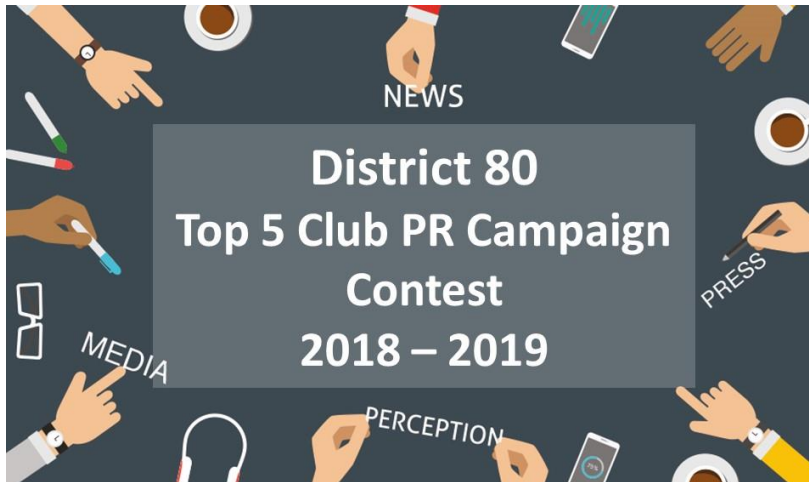 NEWS
District 80
Top 5 Club PR Campaign
Contest
2018 – 2019
PRESS
MEDIA
PERCEPTION